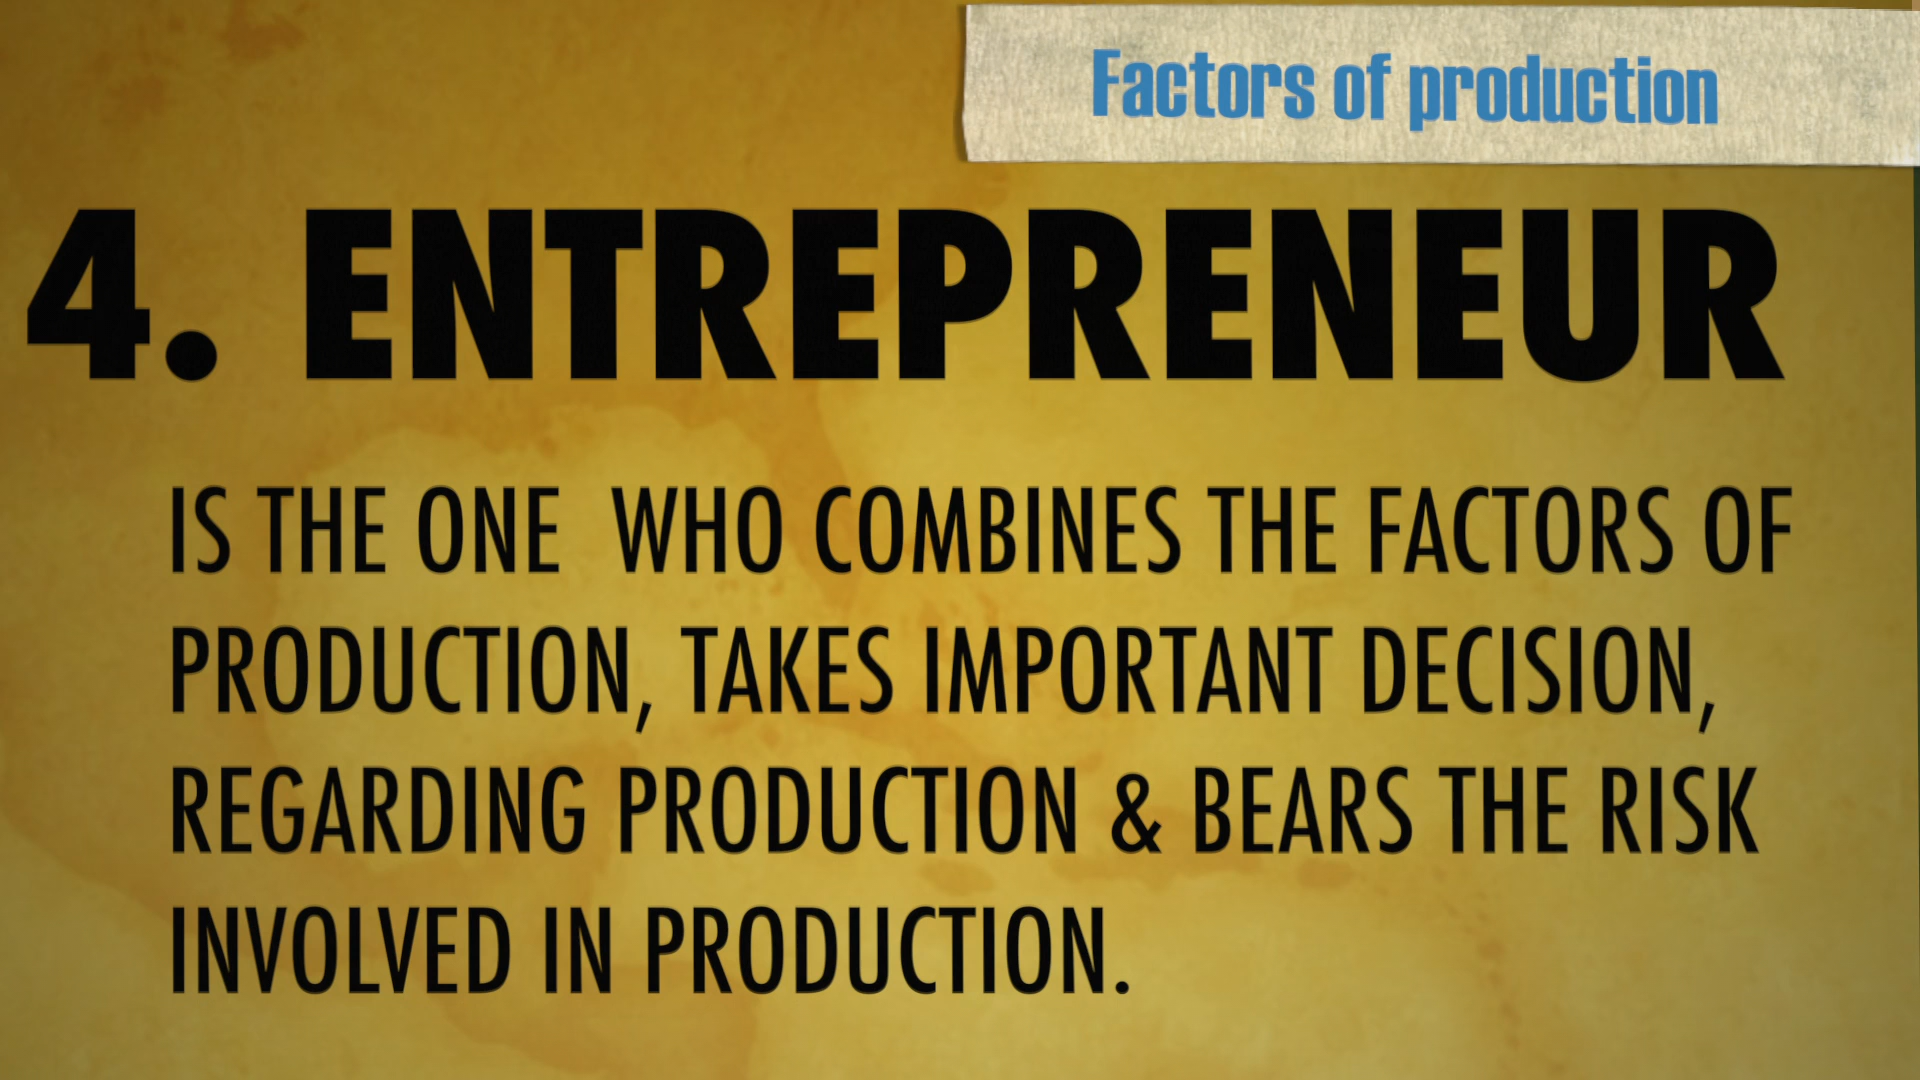 Factors of production
4. ENTREPRENEUR
IS THE ONE WHO COMBINES THE FACTORS OF
PRODUCTION, TAKES IMPORTANT DECISION,
REGARDING PRODUCTION & BEARS THE RISK
INVOLVED IN PRODUCTION.